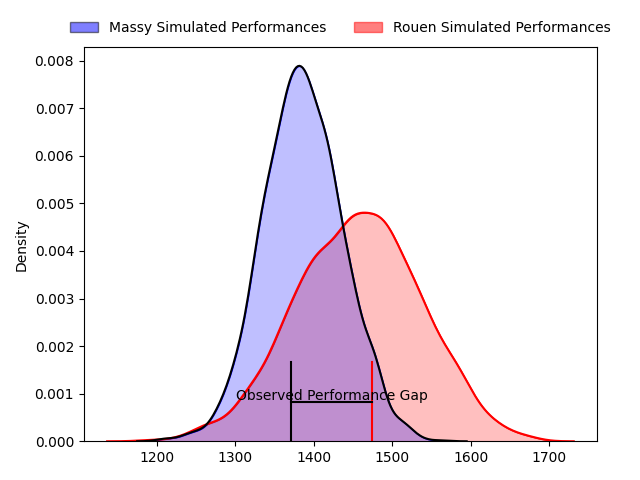 Massy Simulated Performances
Rouen Simulated Performances
0.008
0.007
0.006
0.005
0.004
0.003
0.002
0.001
0.000
Density
Observed Performance Gap
1200 1300 1400 1500 1600 1700